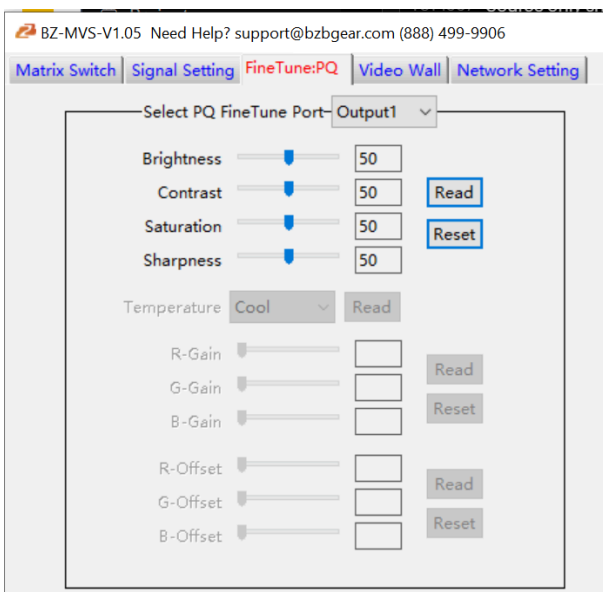 BZ-MVS-V1.05 Need Help? support@bzbgear.com (888) 499-9906
Matrix Switch Signal Setting FineTune:PQ Video Wall Network Setting
Select PQ FineTune Port Output1
Brightness 50
Contrast 50 Read
Saturation 50
Reset
Sharpness 50
Temperature Cool Read
R-Gain
Read
G-Gain
Reset
B-Gain
R-Offset
Read
G-Offset
Reset
B-Offset